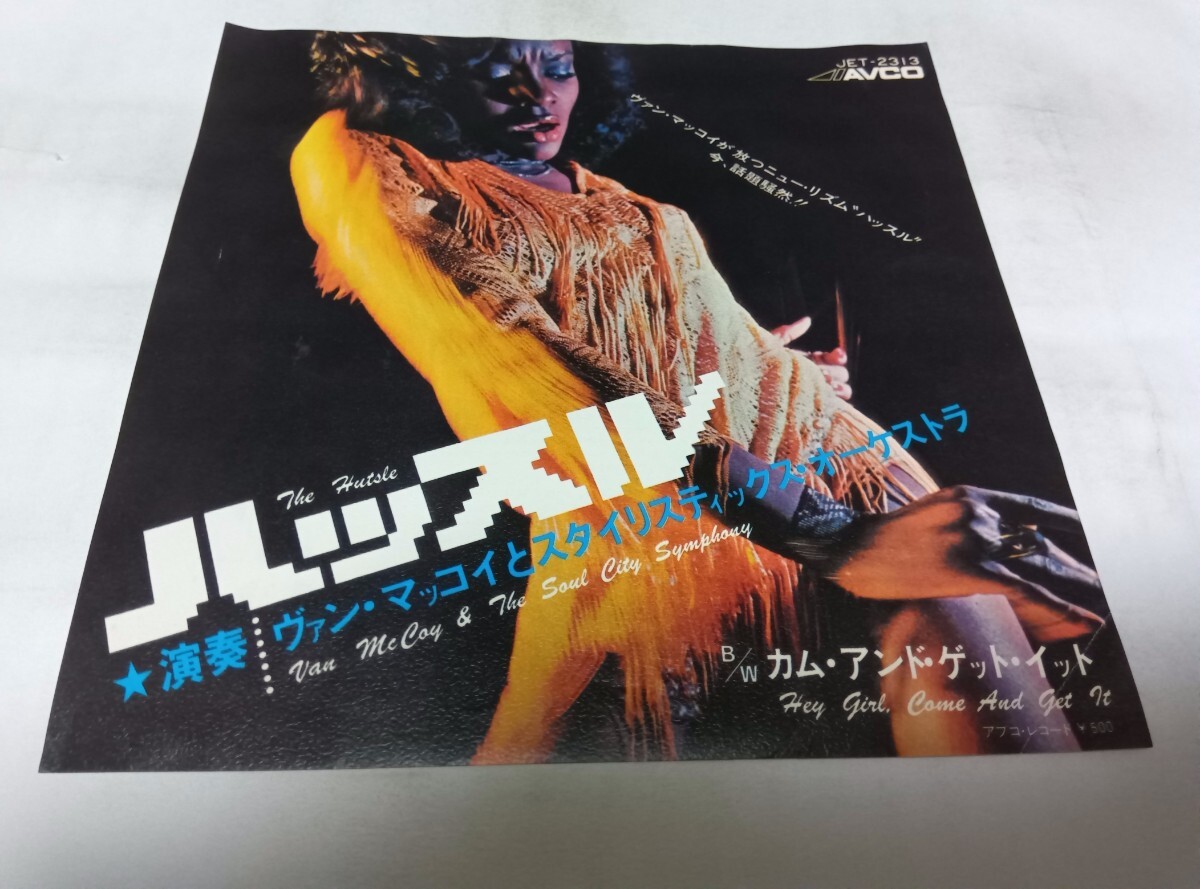 JET-2313
AVCO
ヴァン・マッコイが放つニュー・リズム"ハッスル"
今、話題騒然!!
The Hutsle
ハッスル
★演奏……ヴァン・マッコイとスタイリスティックス・オーケストラ
Van McCoy & The Soul City Symphony
B/W カム・アンド・ゲット・イット
Hey Girl, Come And Get It
アフコ・レコード ¥500